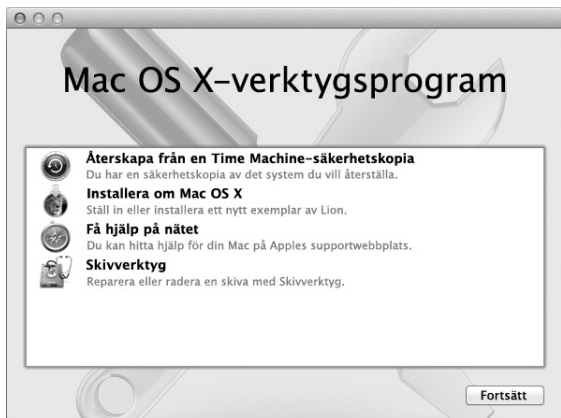 Mac OS X-verktygsprogram
Återskapa från en Time Machine-säkerhetskopia
Du har en säkerhetskopia av det system du vill återställa.
Installera om Mac OS X
Ställ in eller installera ett nytt exemplar av Lion.
Få hjälp på nätet
Du kan hitta hjälp för din Mac på Apples supportwebbplats.
Skivverktyg
Reparera eller radera en skiva med Skivverktyg.
Fortsätt